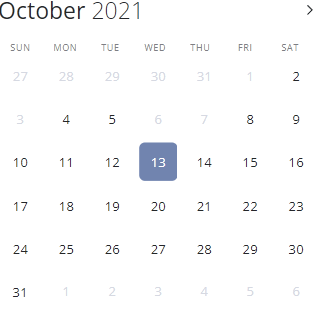 October 2021 >
SUN MON TUE WED THU FRI SAT
27 28 29 30 31 1 2
3 4 5 6 7 8 9
10 11 12 13 14 15 16
17 18 19 20 21 22 23
24 25 26 27 28 29 30
31 1 2 3 4 5 6